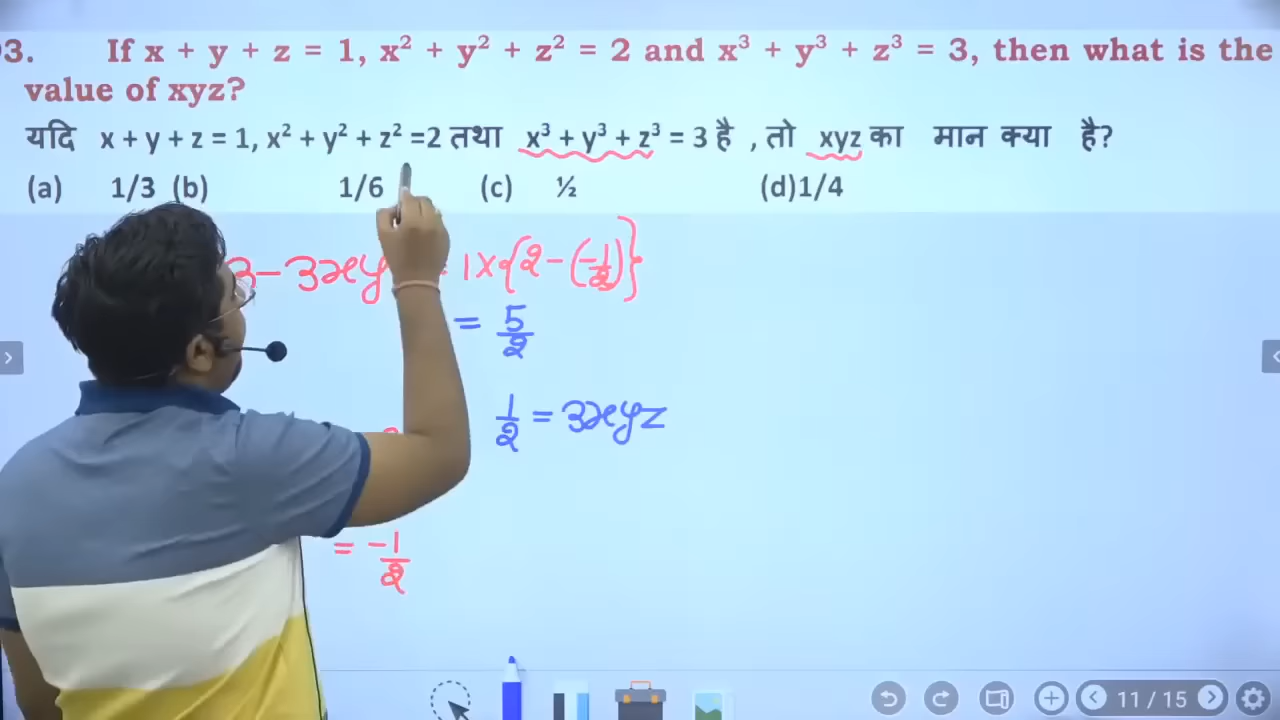 03. If x + y + z = 1, x² + y² + z² = 2 and x³ + y³ + z³ = 3, then what is the
value of xyz?
यदि x + y + z = 1, x² + y² + z² =2 तथा x³ + y³ + z³ = 3 है , तो xyz का मान क्या है?
(a) 1/3 (b) 1/6 (c) ½ (d)1/4
3 - 3xy = 1 × {2 - (-1/2)}
= 5/2
1/2 = 3xyz
= -1/2
11 / 15